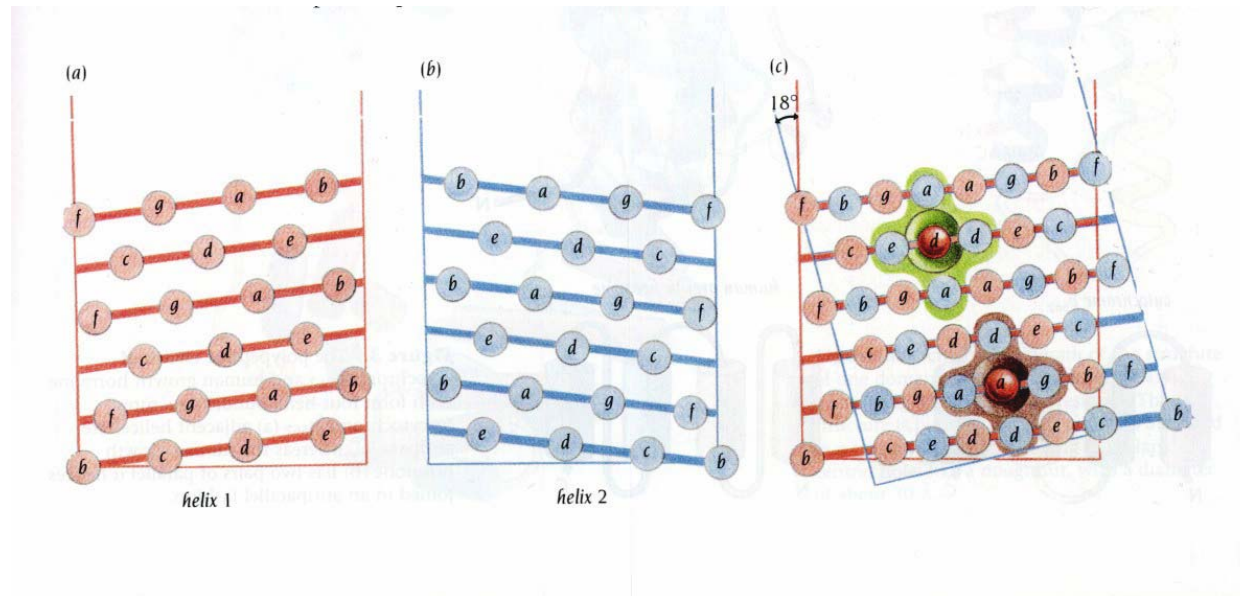 (a)
f g a b
c d e
f g a b
c d e
f g a b
b c d e
helix 1
(b)
b a g f
e d c
b a g f
e d c
b a g f
e d c b
helix 2
(c)
18°
f b g a a g b f
c e d d e c
f b g a a g b f
c e d d e c
f b g a a g b f
b c e d d e c b